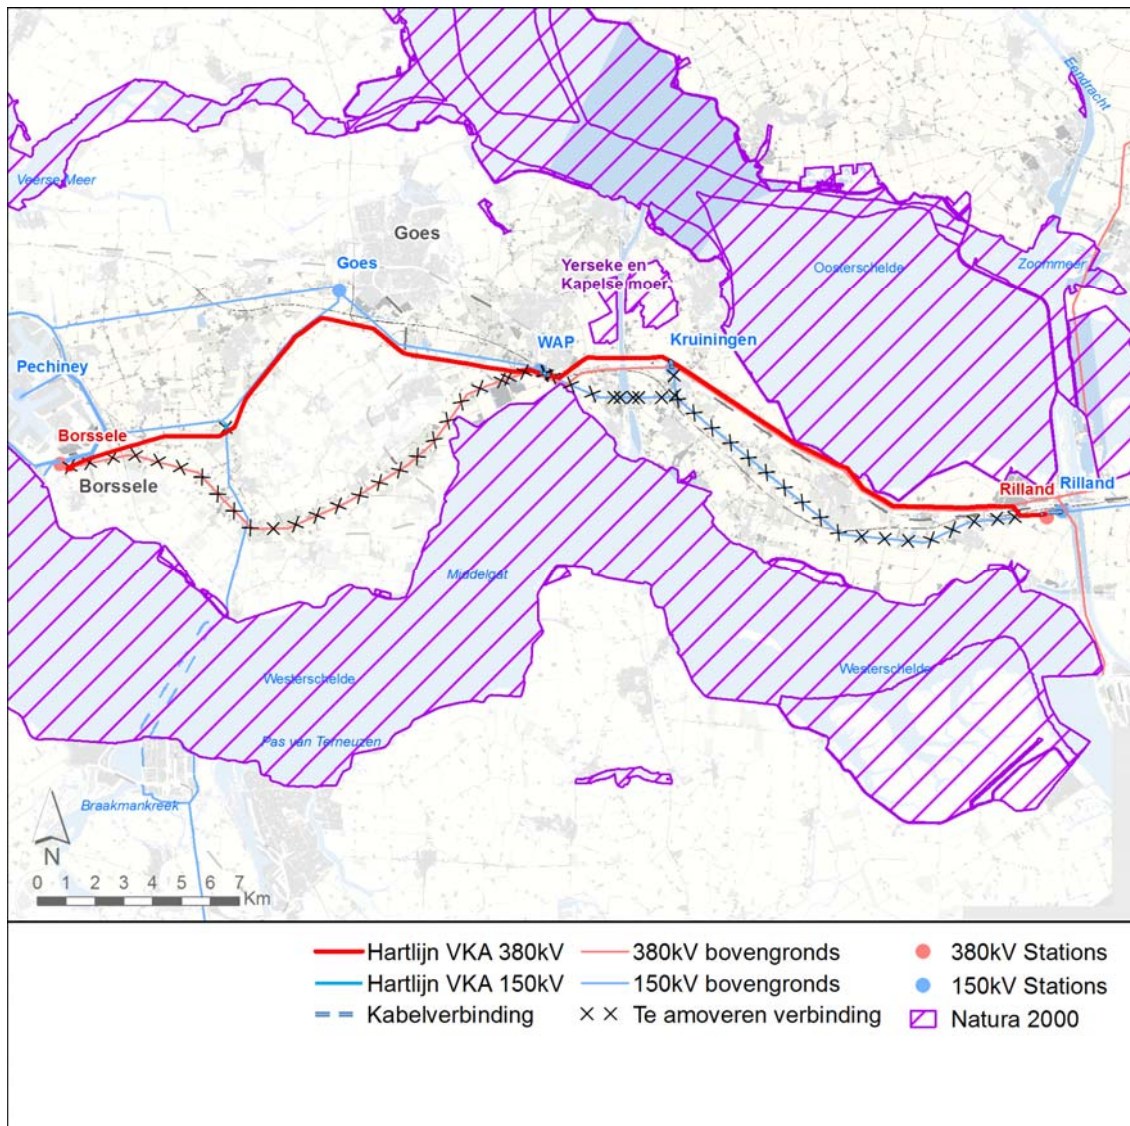 Eendracht
Veerse Meer
Goes
Goes
Yerseke en
Kapelse moer
Oosterschelde
Zoommeer
WAP
Kruiningen
Pechiney
Borssele
Borssele
Rilland
Rilland
Middelgat
Westerschelde
Westerschelde
Pas van Terneuzen
Braakmankreek
N
0 1 2 3 4 5 6 7
Km
Hartlijn VKA 380kV
380kV bovengronds
380kV Stations
Hartlijn VKA 150kV
150kV bovengronds
150kV Stations
Kabelverbinding
Te amoveren verbinding
Natura 2000